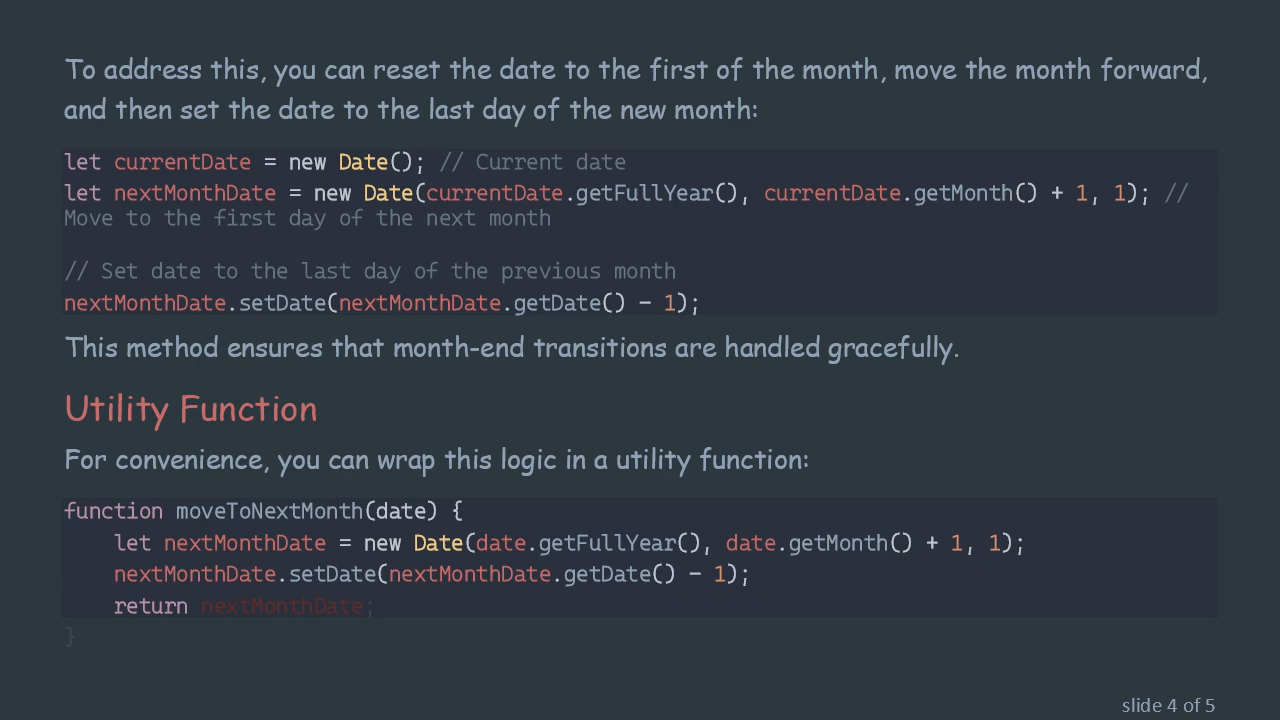 To address this, you can reset the date to the first of the month, move the month forward,
and then set the date to the last day of the new month:
let currentDate = new Date(); // Current date
let nextMonthDate = new Date(currentDate.getFullYear(), currentDate.getMonth() + 1, 1); //
Move to the first day of the next month
// Set date to the last day of the previous month
nextMonthDate.setDate(nextMonthDate.getDate() - 1);
This method ensures that month-end transitions are handled gracefully.
Utility Function
For convenience, you can wrap this logic in a utility function:
function moveToNextMonth(date) {
    let nextMonthDate = new Date(date.getFullYear(), date.getMonth() + 1, 1);
    nextMonthDate.setDate(nextMonthDate.getDate() - 1);
    return nextMonthDate;
}
slide 4 of 5